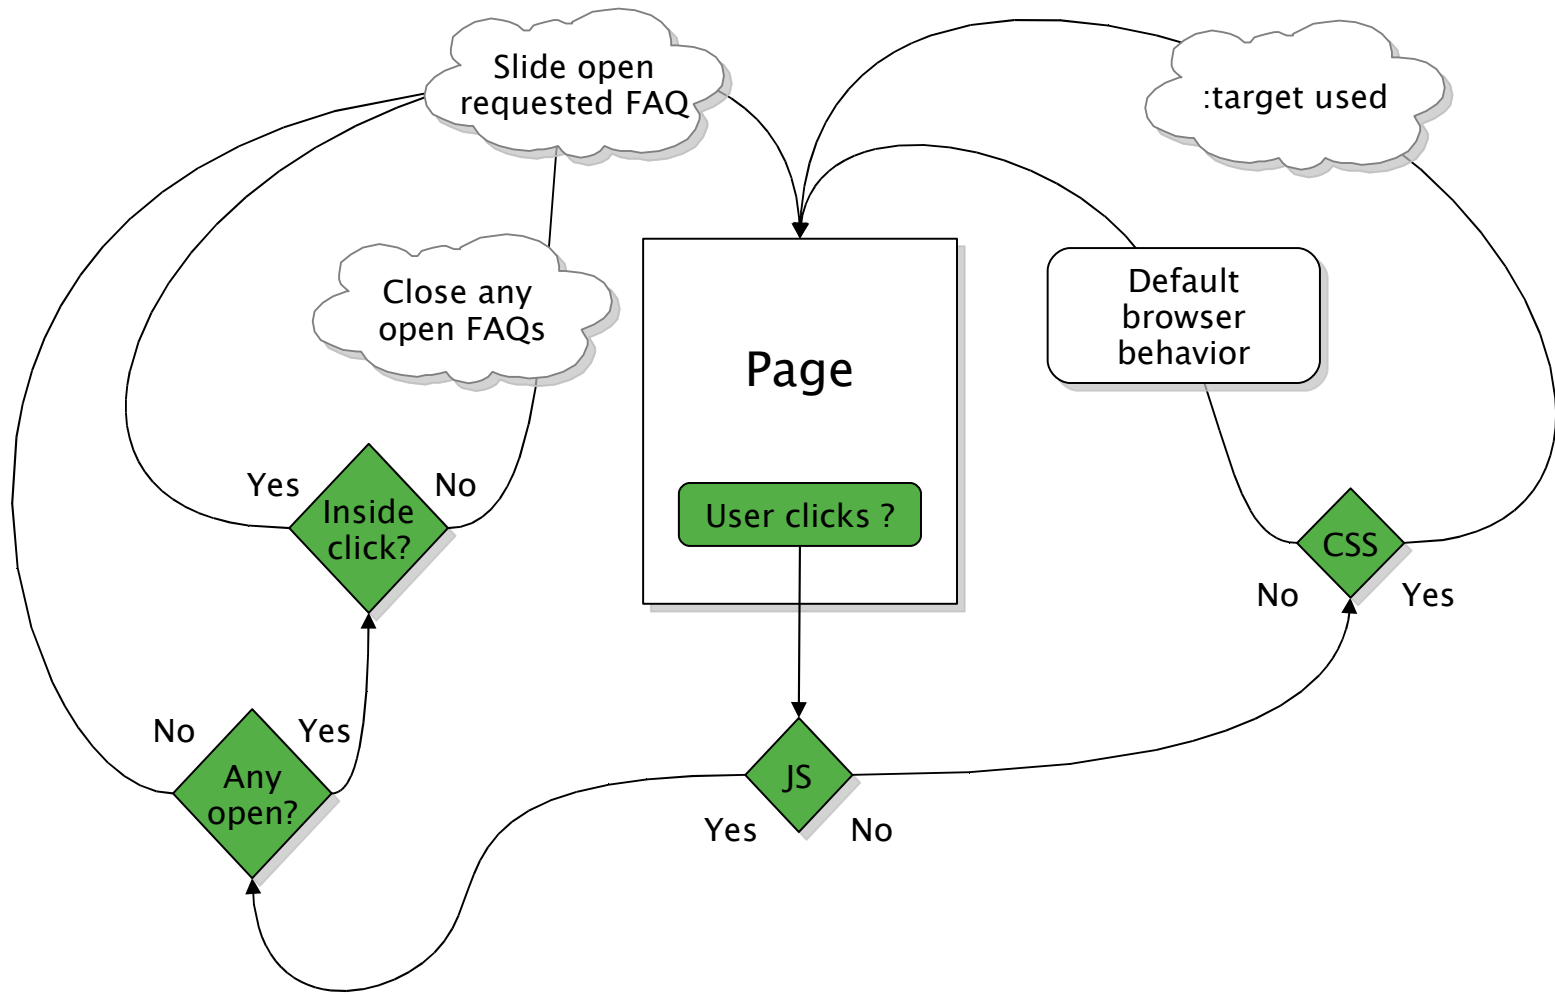 Slide open
requested FAQ
:target used
Close any
open FAQs
Default
browser
behavior
Page
Yes
No
Inside
click?
User clicks ?
CSS
No
Yes
No
Yes
Any
open?
JS
Yes
No